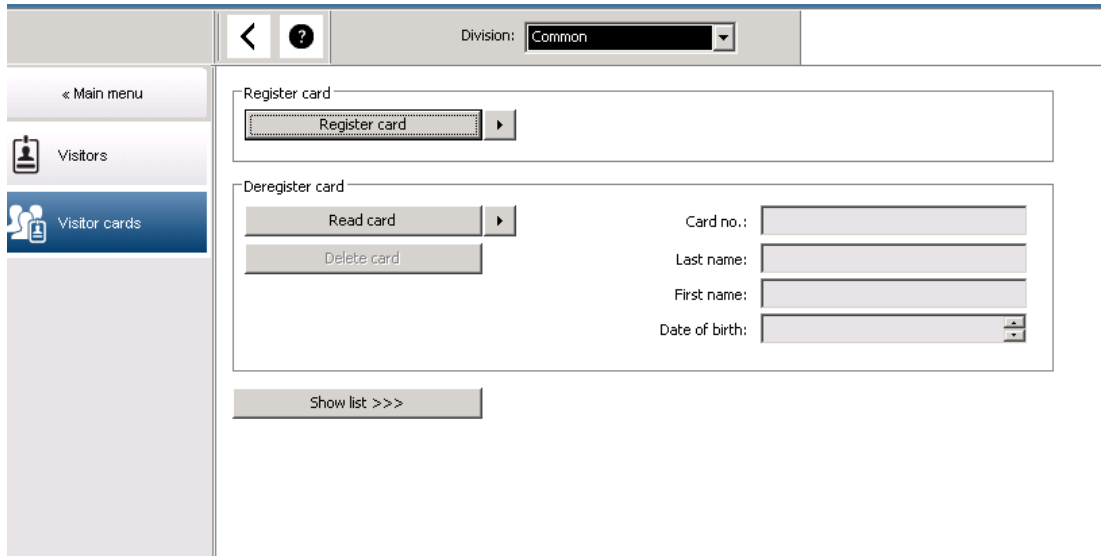 Division: Common
« Main menu
Visitors
Visitor cards
Register card
Register card
Deregister card
Read card
Delete card
Card no.:
Last name:
First name:
Date of birth:
Show list >>>